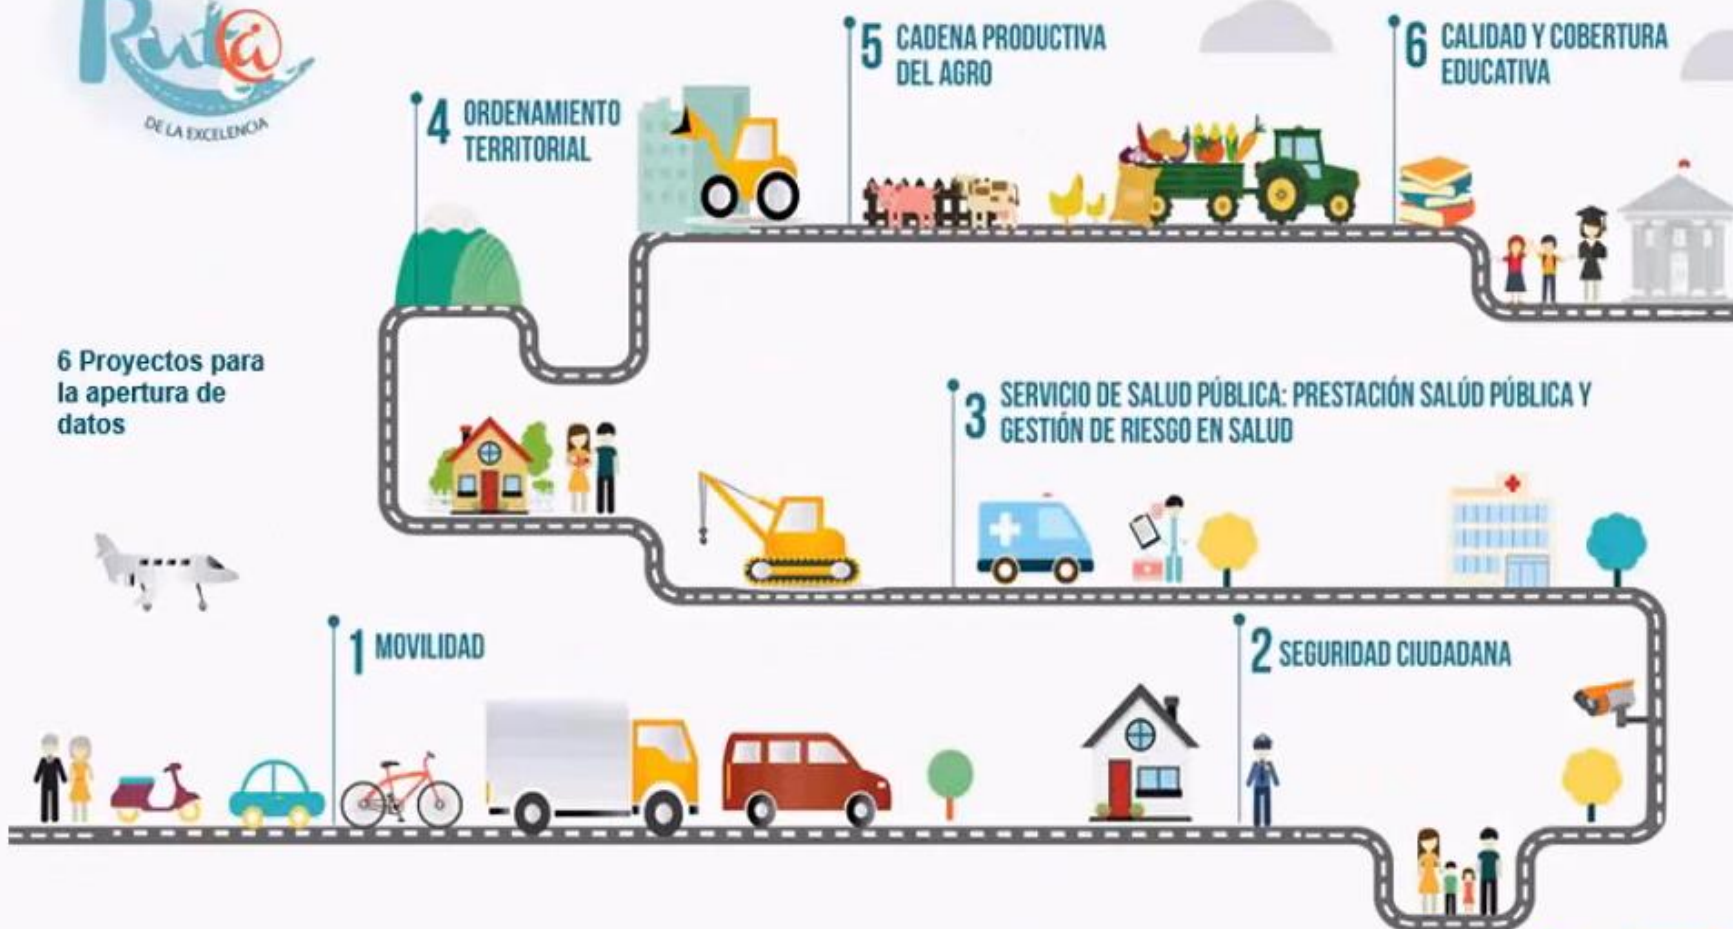 Rut@
DE LA EXCELENCIA
4 ORDENAMIENTO
TERRITORIAL
5 CADENA PRODUCTIVA
DEL AGRO
6 CALIDAD Y COBERTURA
EDUCATIVA
6 Proyectos para
la apertura de
datos
3 SERVICIO DE SALUD PÚBLICA: PRESTACIÓN SALÚD PÚBLICA Y
GESTIÓN DE RIESGO EN SALUD
1 MOVILIDAD
2 SEGURIDAD CIUDADANA